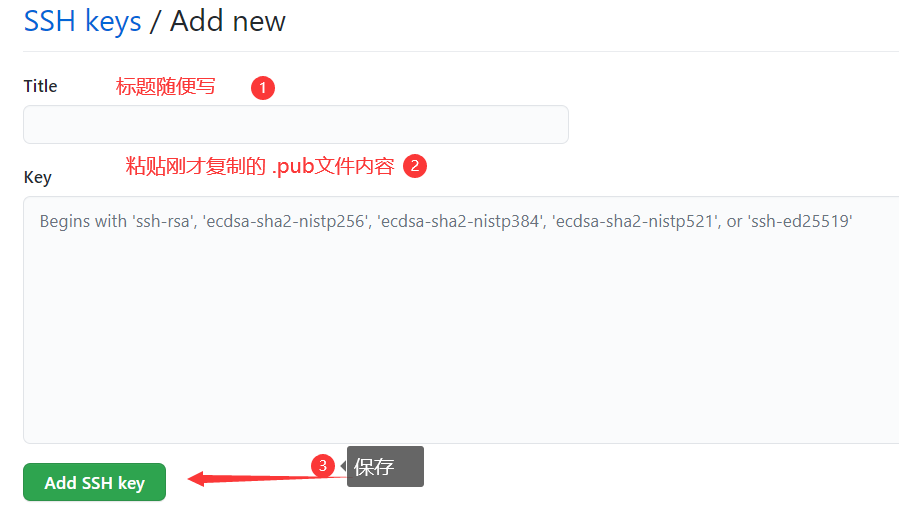 SSH keys / Add new
Title 标题随便写 1
粘贴刚才复制的 .pub文件内容 2
Key
Begins with 'ssh-rsa', 'ecdsa-sha2-nistp256', 'ecdsa-sha2-nistp384', 'ecdsa-sha2-nistp521', or 'ssh-ed25519'
3 保存
Add SSH key